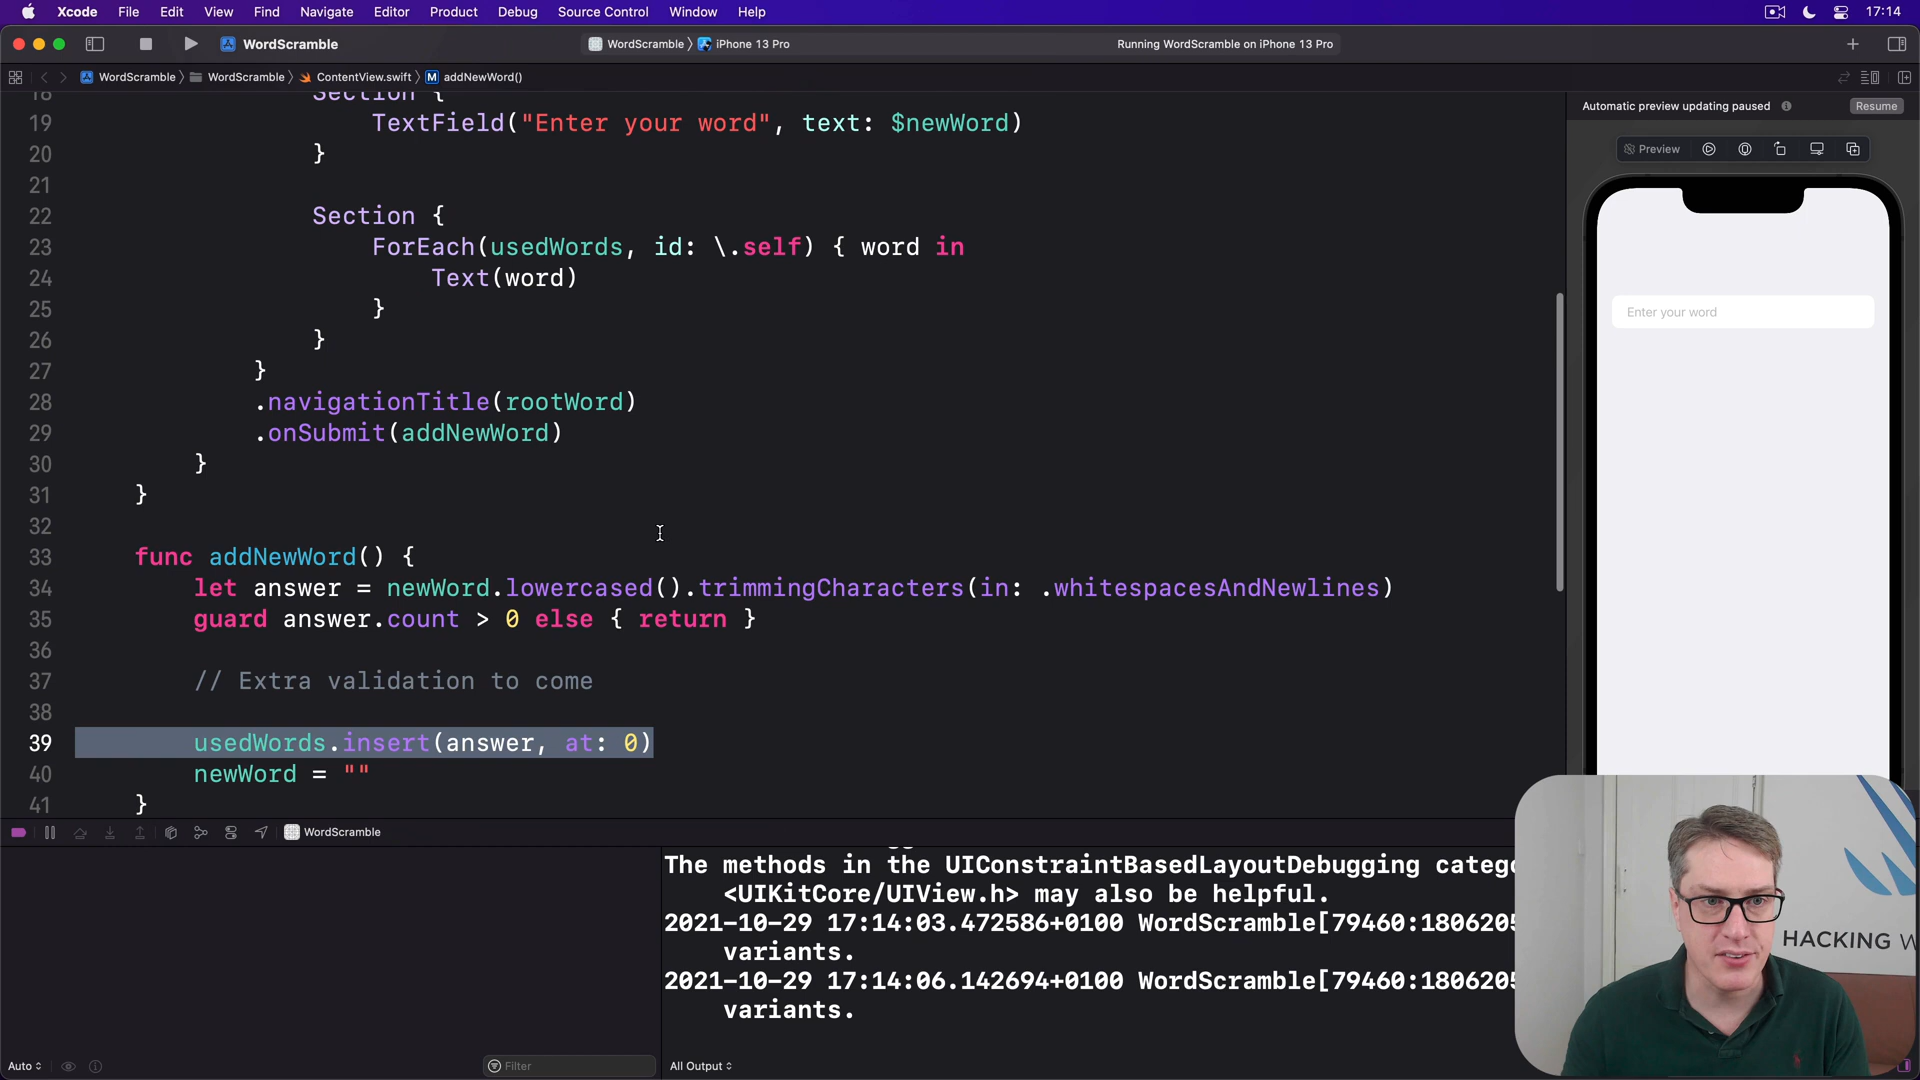 Xcode File Edit View Find Navigate Editor Product Debug Source Control Window Help 17:14
WordScramble WordScramble iPhone 13 Pro Running WordScramble on iPhone 13 Pro
WordScramble WordScramble ContentView.swift M addNewWord()
18 Section {
19 TextField("Enter your word", text: $newWord)
20 }
21
22 Section {
23 ForEach(usedWords, id: \.self) { word in
24 Text(word)
25 }
26 }
27 }
28 .navigationTitle(rootWord)
29 .onSubmit(addNewWord)
30 }
31 }
32
33 func addNewWord() {
34 let answer = newWord.lowercased().trimmingCharacters(in: .whitespacesAndNewlines)
35 guard answer.count > 0 else { return }
36
37 // Extra validation to come
38
39 usedWords.insert(answer, at: 0)
40 newWord = ""
41 }
Automatic preview updating paused Resume
Preview
Enter your word
WordScramble
The methods in the UIConstraintBasedLayoutDebugging catego
<UIKitCore/UIView.h> may also be helpful.
2021-10-29 17:14:03.472586+0100 WordScramble[79460:1806205
variants.
2021-10-29 17:14:06.142694+0100 WordScramble[79460:1806205
variants.
Auto Filter All Output
HACKING W